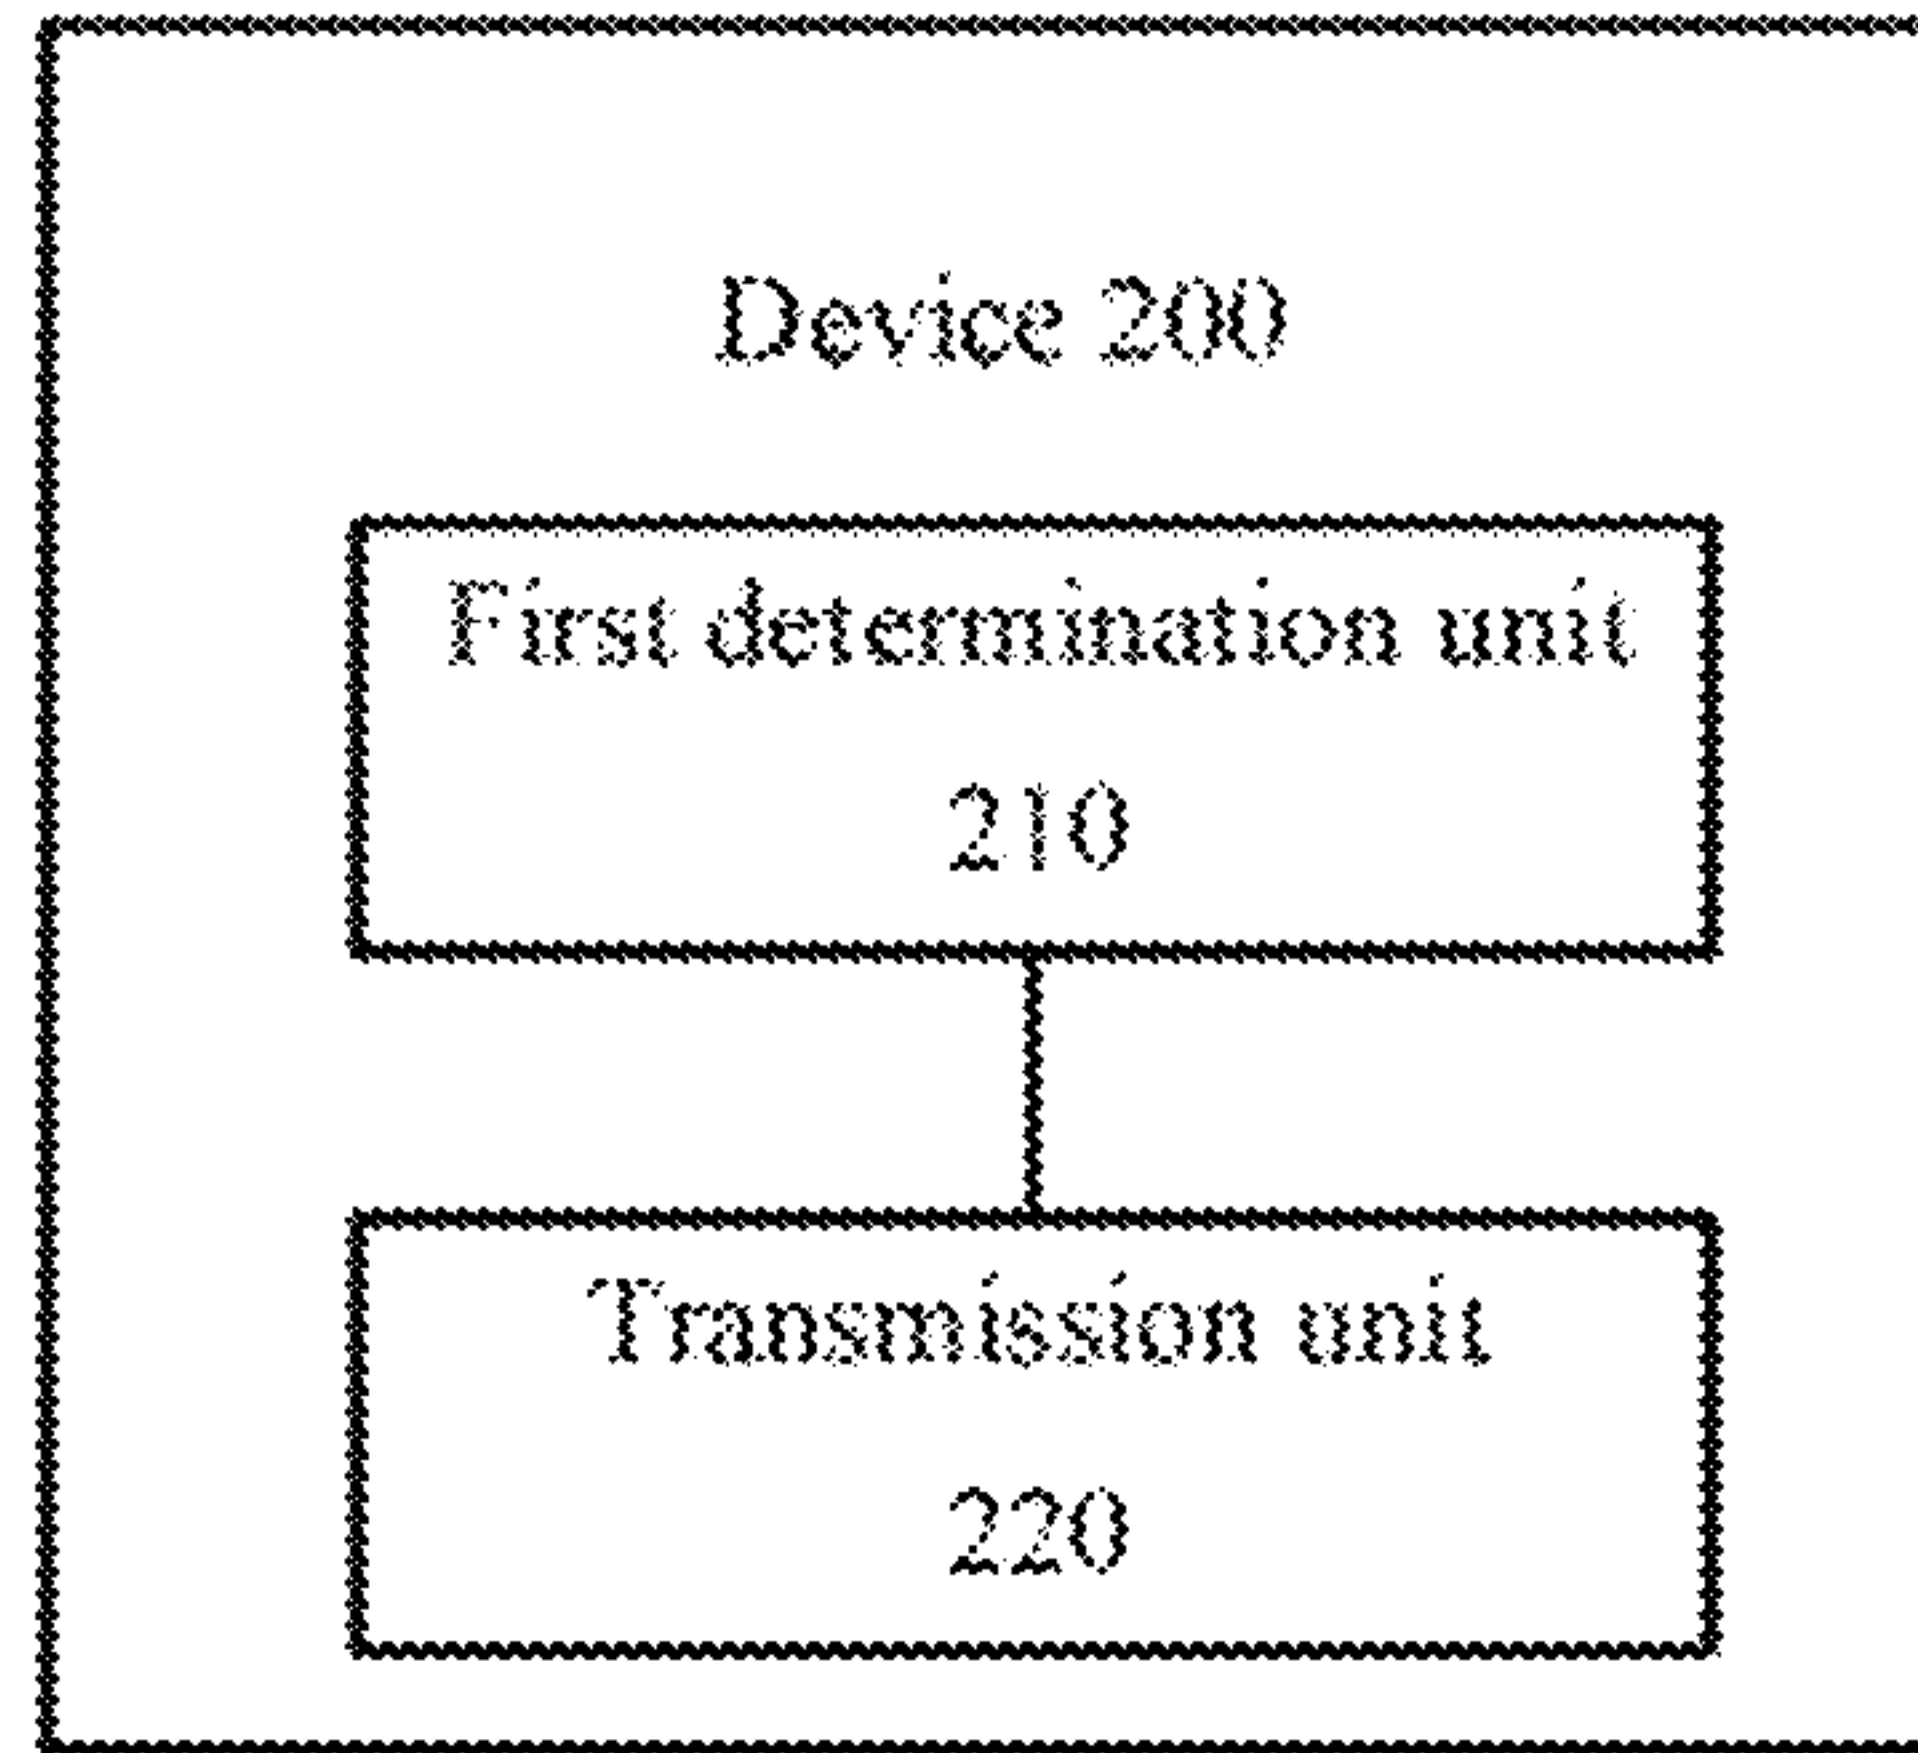 Device 200
First determination unit
210
Transmission unit
220